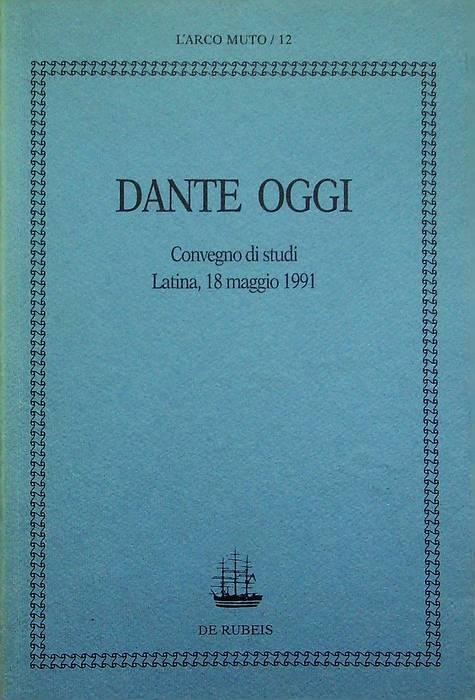 L'ARCO MUTO / 12
DANTE OGGI
Convegno di studi
Latina, 18 maggio 1991
DE RUBEIS